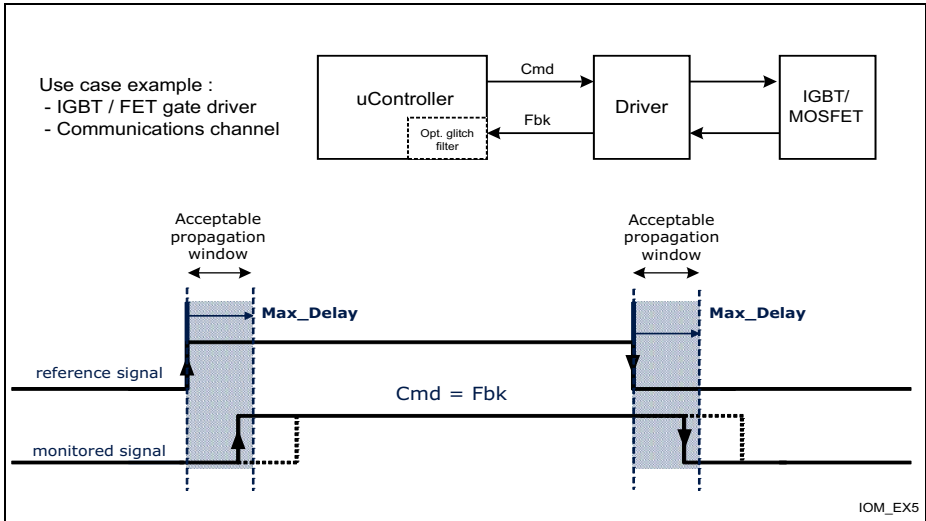 Use case example :
- IGBT / FET gate driver
- Communications channel
uController
Opt. glitch
filter
Cmd
Fbk
Driver
IGBT/
MOSFET
Acceptable
propagation
window
Acceptable
propagation
window
Max_Delay
Max_Delay
reference signal
Cmd = Fbk
monitored signal
IOM_EX5